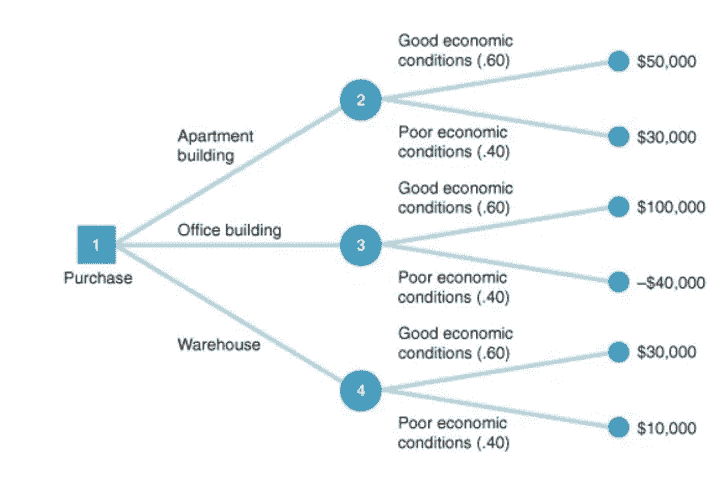 Good economic
conditions (.60)
$50,000
2
Apartment
building
Poor economic
conditions (.40)
$30,000
Good economic
conditions (.60)
$100,000
1
Office building
3
Purchase
Poor economic
conditions (.40)
–$40,000
Warehouse
Good economic
conditions (.60)
$30,000
4
Poor economic
conditions (.40)
$10,000